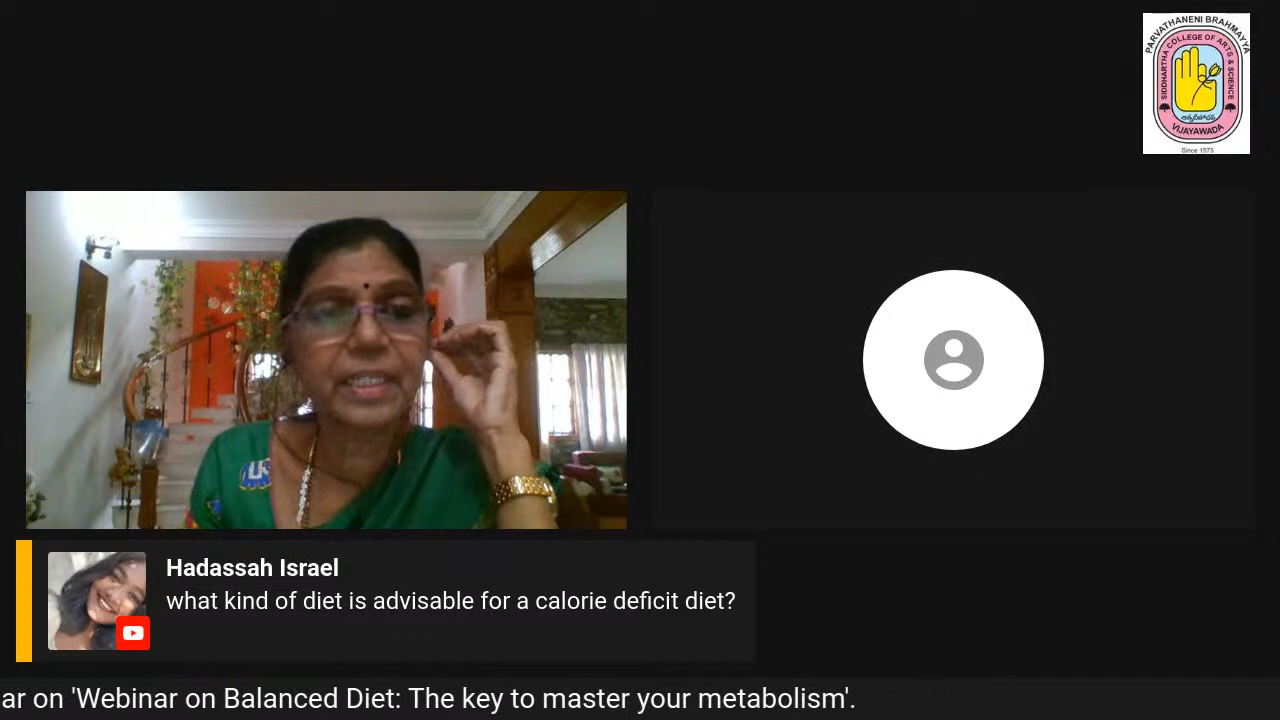 PARVATHANENI BRAHMAYYA
SIDDHARTHA COLLEGE OF ARTS & SCIENCE
VIJAYAWADA
Since 1975
Hadassah Israel
what kind of diet is advisable for a calorie deficit diet?
ar on 'Webinar on Balanced Diet: The key to master your metabolism'.